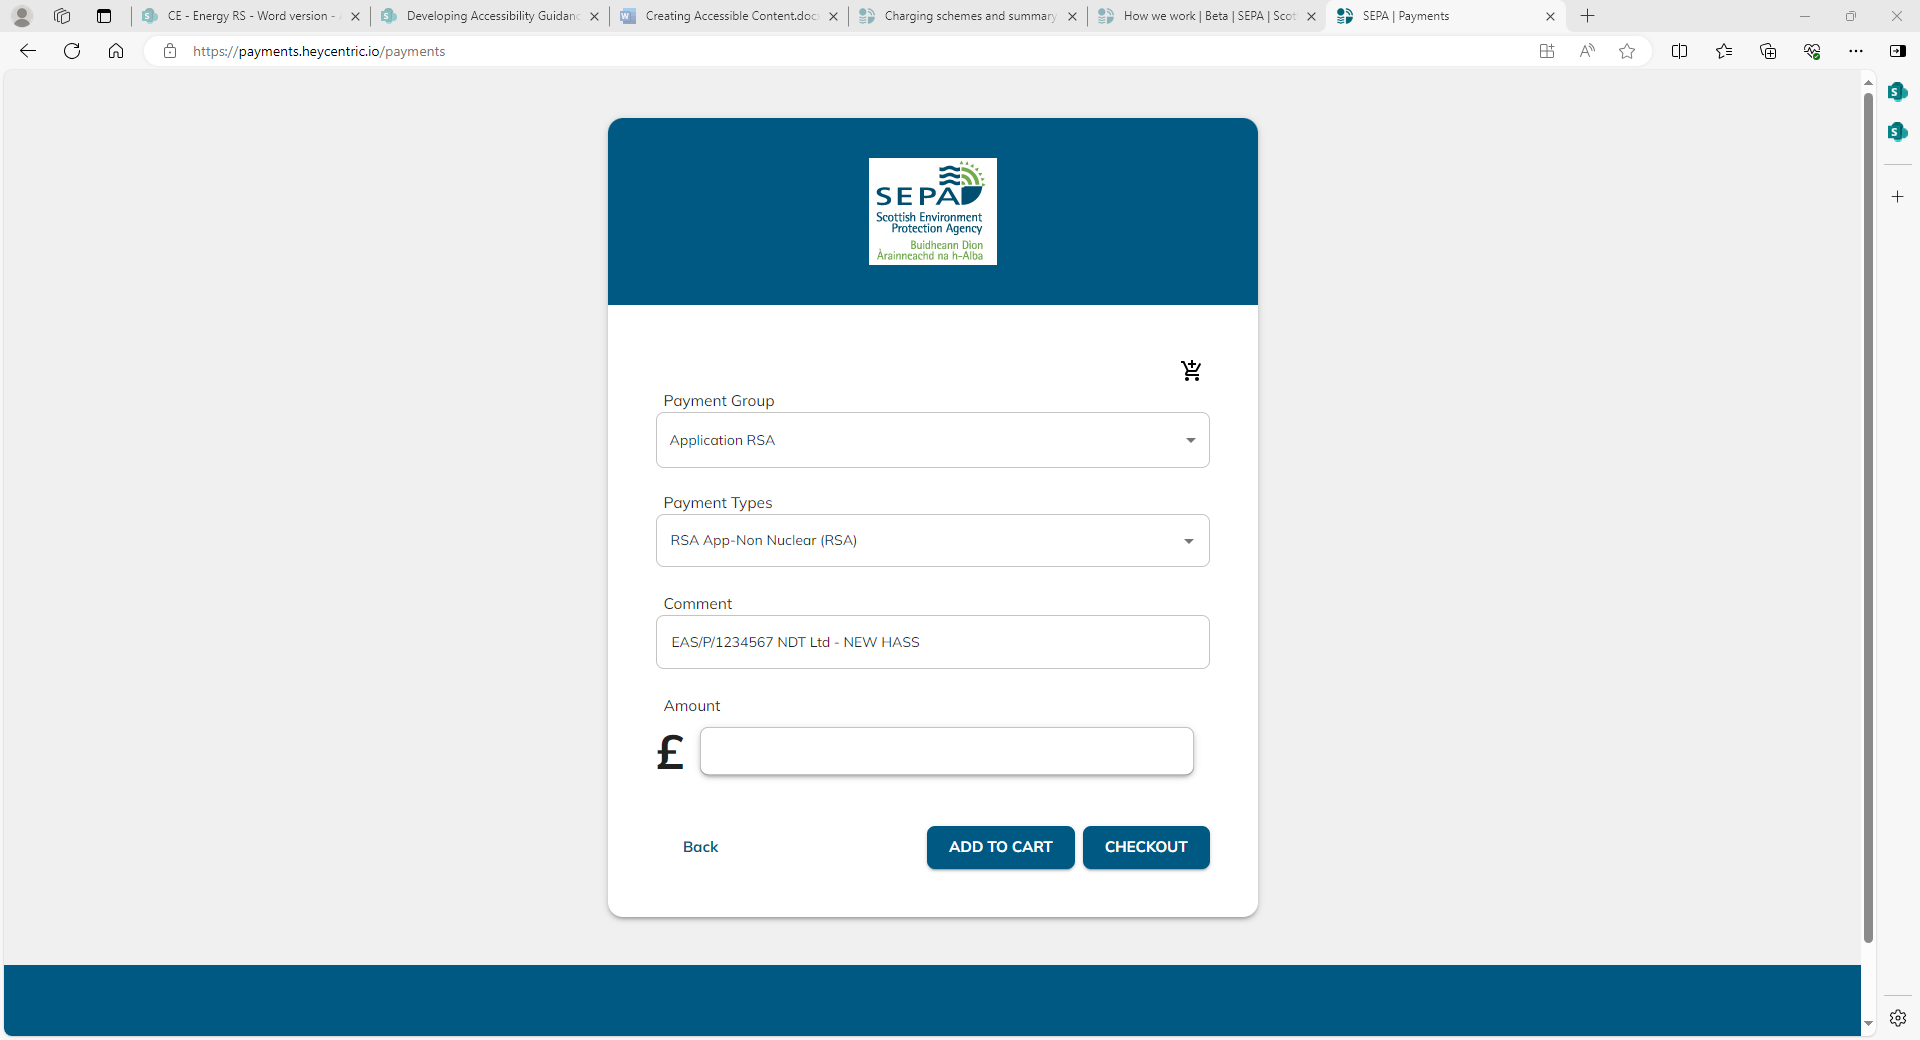 CE - Energy RS - Word version -
Developing Accessibility Guidanc
Creating Accessible Content.doc
Charging schemes and summary
How we work | Beta | SEPA | Scot
SEPA | Payments
https://payments.heycentric.io/payments
SEPA
Scottish Environment
Protection Agency
Buidheann Dìon
Àrainneachd na h-Alba
Payment Group
Application RSA
Payment Types
RSA App-Non Nuclear (RSA)
Comment
EAS/P/1234567 NDT Ltd - NEW HASS
Amount
£
Back
ADD TO CART
CHECKOUT